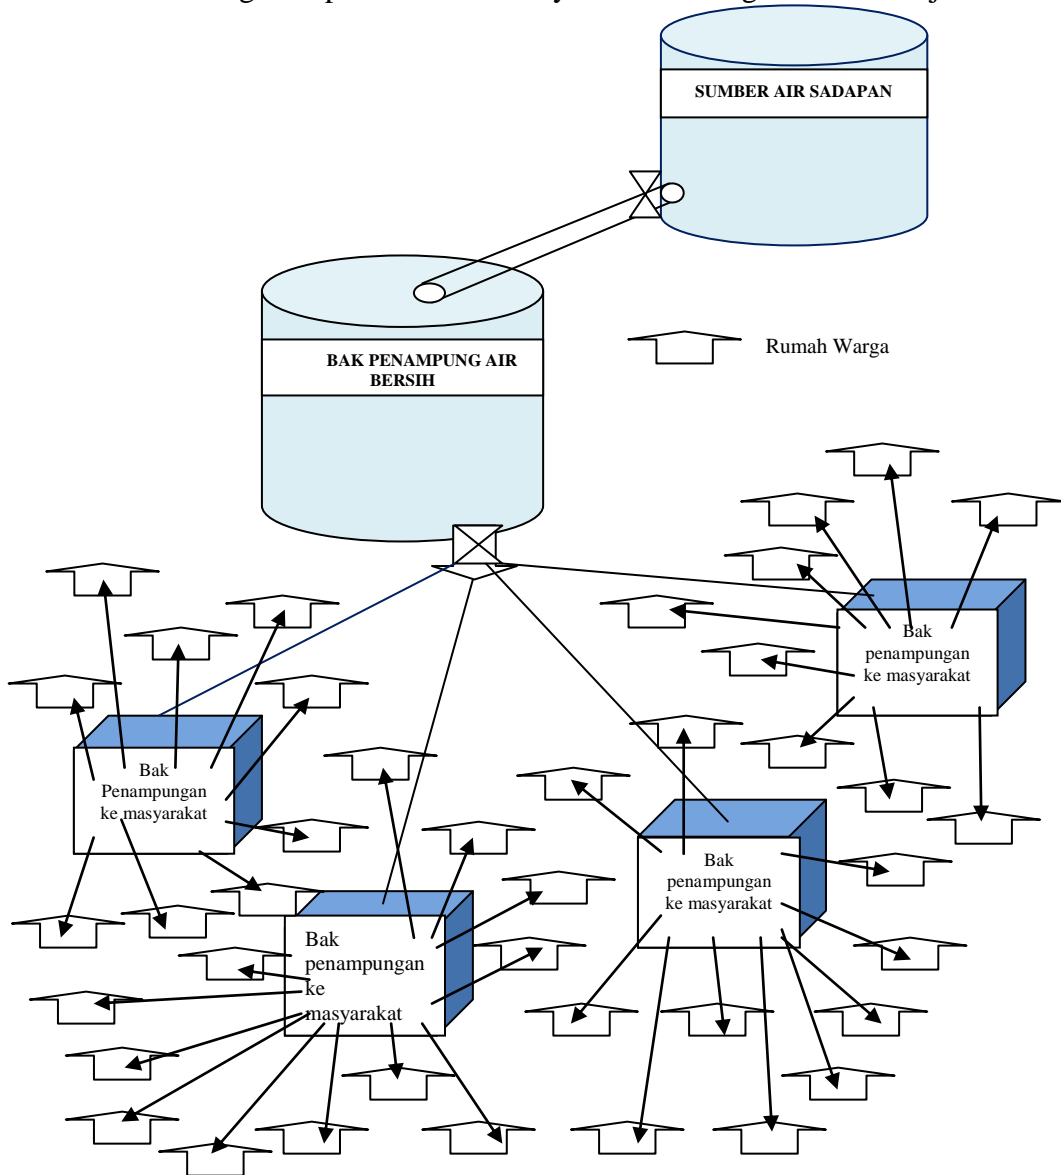 SUMBER AIR SADAPAN
BAK PENAMPUNG AIR
BERSIH
Rumah Warga
Bak
penampungan
ke masyarakat
Bak
Penampungan
ke masyarakat
Bak
penampungan
ke masyarakat
Bak
penampungan
ke
masyarakat